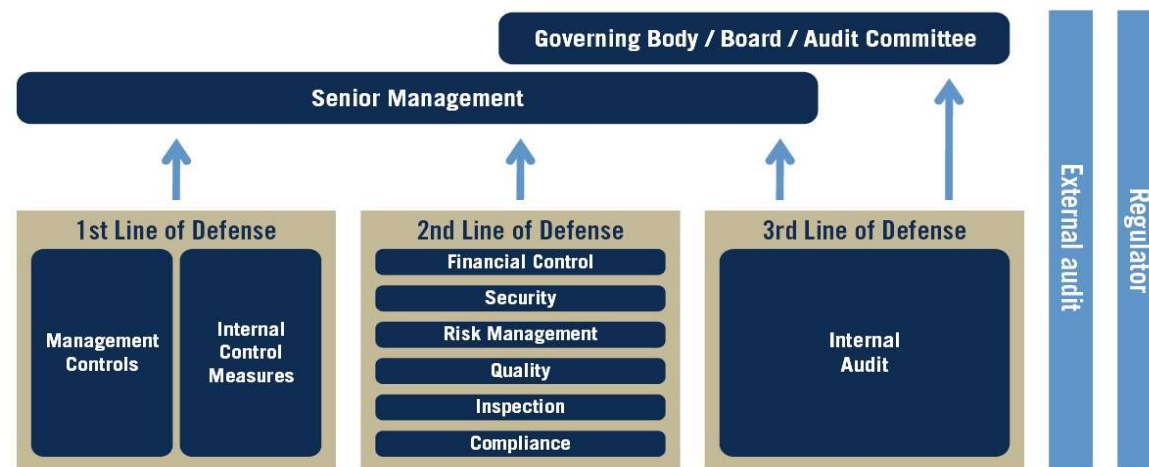 Governing Body / Board / Audit Committee
Senior Management
1st Line of Defense
Management
Controls
Internal
Control
Measures
2nd Line of Defense
Financial Control
Security
Risk Management
Quality
Inspection
Compliance
3rd Line of Defense
Internal
Audit
External audit
Regulator